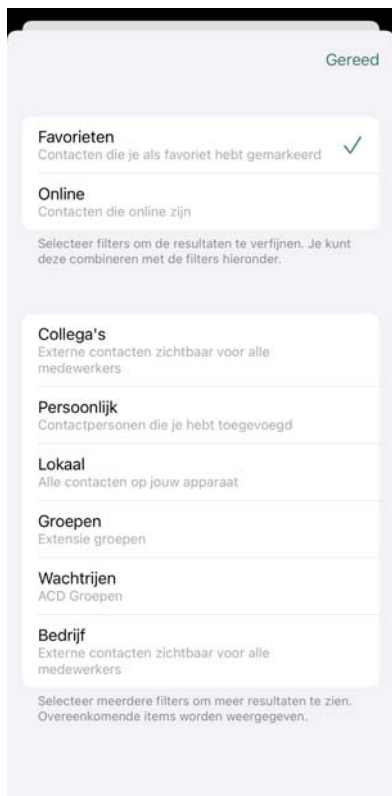 Gereed
Favorieten
Contacten die je als favoriet hebt gemarkeerd
Online
Contacten die online zijn
Selecteer filters om de resultaten te verfijnen. Je kunt
deze combineren met de filters hieronder.
Collega's
Externe contacten zichtbaar voor alle
medewerkers
Persoonlijk
Contactpersonen die je hebt toegevoegd
Lokaal
Alle contacten op jouw apparaat
Groepen
Extensie groepen
Wachtrijen
ACD Groepen
Bedrijf
Externe contacten zichtbaar voor alle
medewerkers
Selecteer meerdere filters om meer resultaten te zien.
Overeenkomende items worden weergegeven.